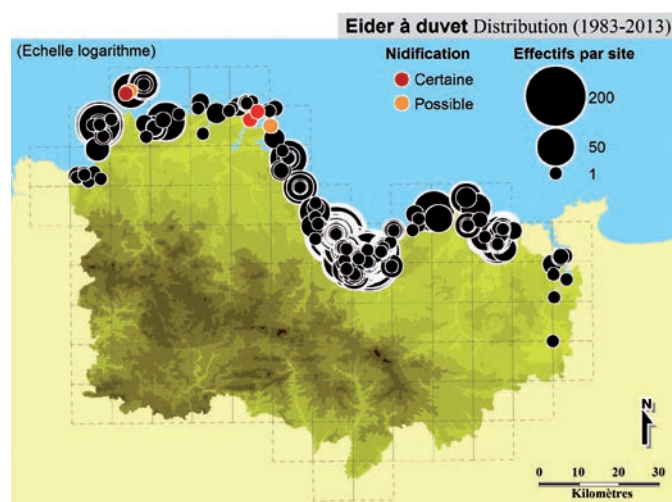 Eider à duvet Distribution (1983-2013)
(Echelle logarithme)
Nidification
Certaine
Possible
Effectifs par site
200
50
1
N
0 10 20 30
Kilomètres